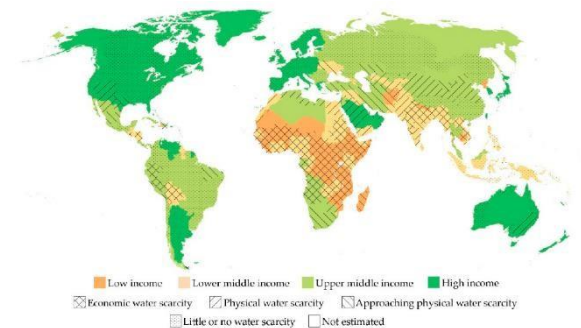 Low income Lower middle income Upper middle income High income
Economic water scarcity Physical water scarcity Approaching physical water scarcity
Little or no water scarcity Not estimated